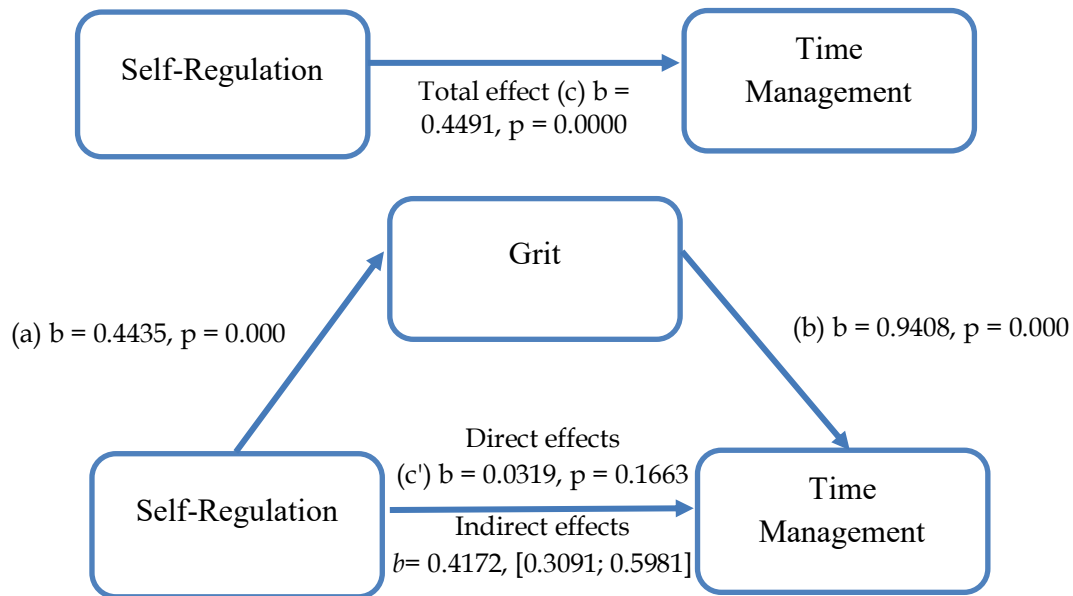 Self-Regulation
Time
Management
Total effect (c) b =
0.4491, p = 0.0000
Grit
(a) b = 0.4435, p = 0.000
(b) b = 0.9408, p = 0.000
Direct effects
(c') b = 0.0319, p = 0.1663
Self-Regulation
Time
Management
Indirect effects
b= 0.4172, [0.3091; 0.5981]